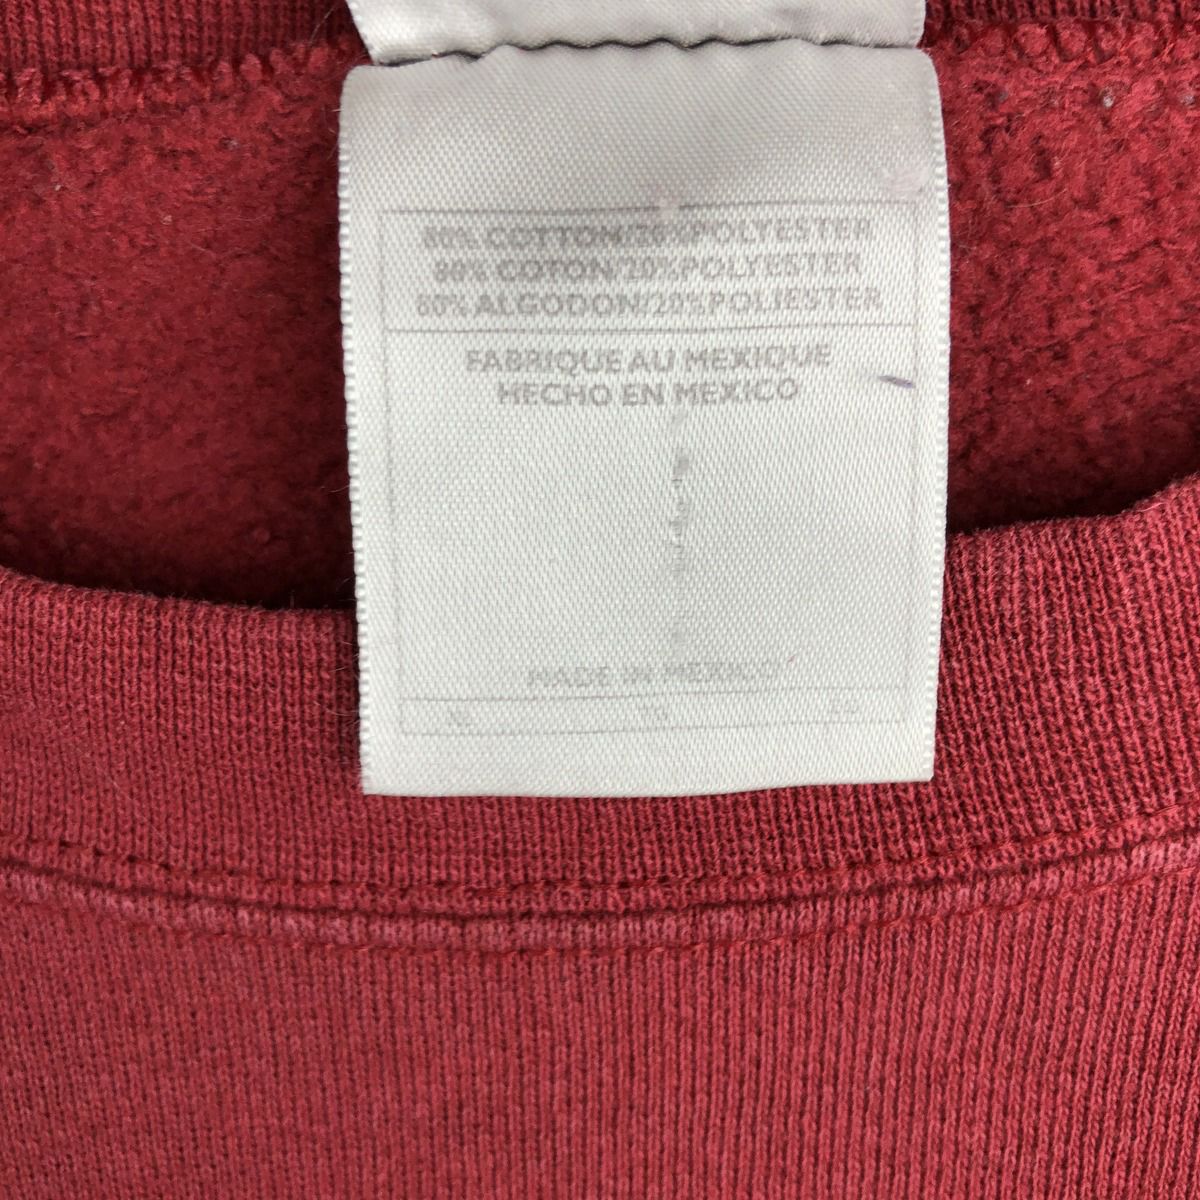 80% COTTON/20%POLYESTER
80% COTON/20%POLYESTER
80% ALGODON/20%POLIESTER
FABRIQUE AU MEXIQUE
HECHO EN MEXICO
MADE IN MEXICO
XL